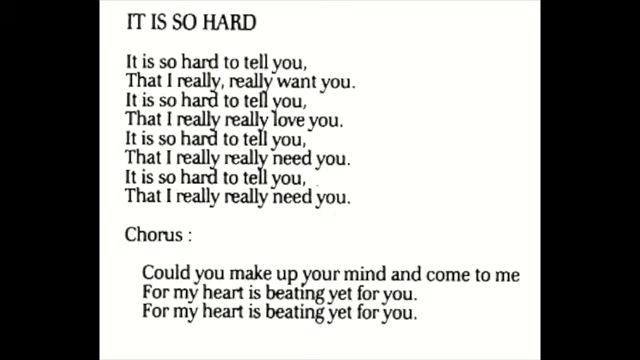 IT IS SO HARD
It is so hard to tell you,
That I really, really want you.
It is so hard to tell you,
That I really really love you.
It is so hard to tell you,
That I really really need you.
It is so hard to tell you,
That I really really need you.
Chorus :
Could you make up your mind and come to me
For my heart is beating yet for you.
For my heart is beating yet for you.